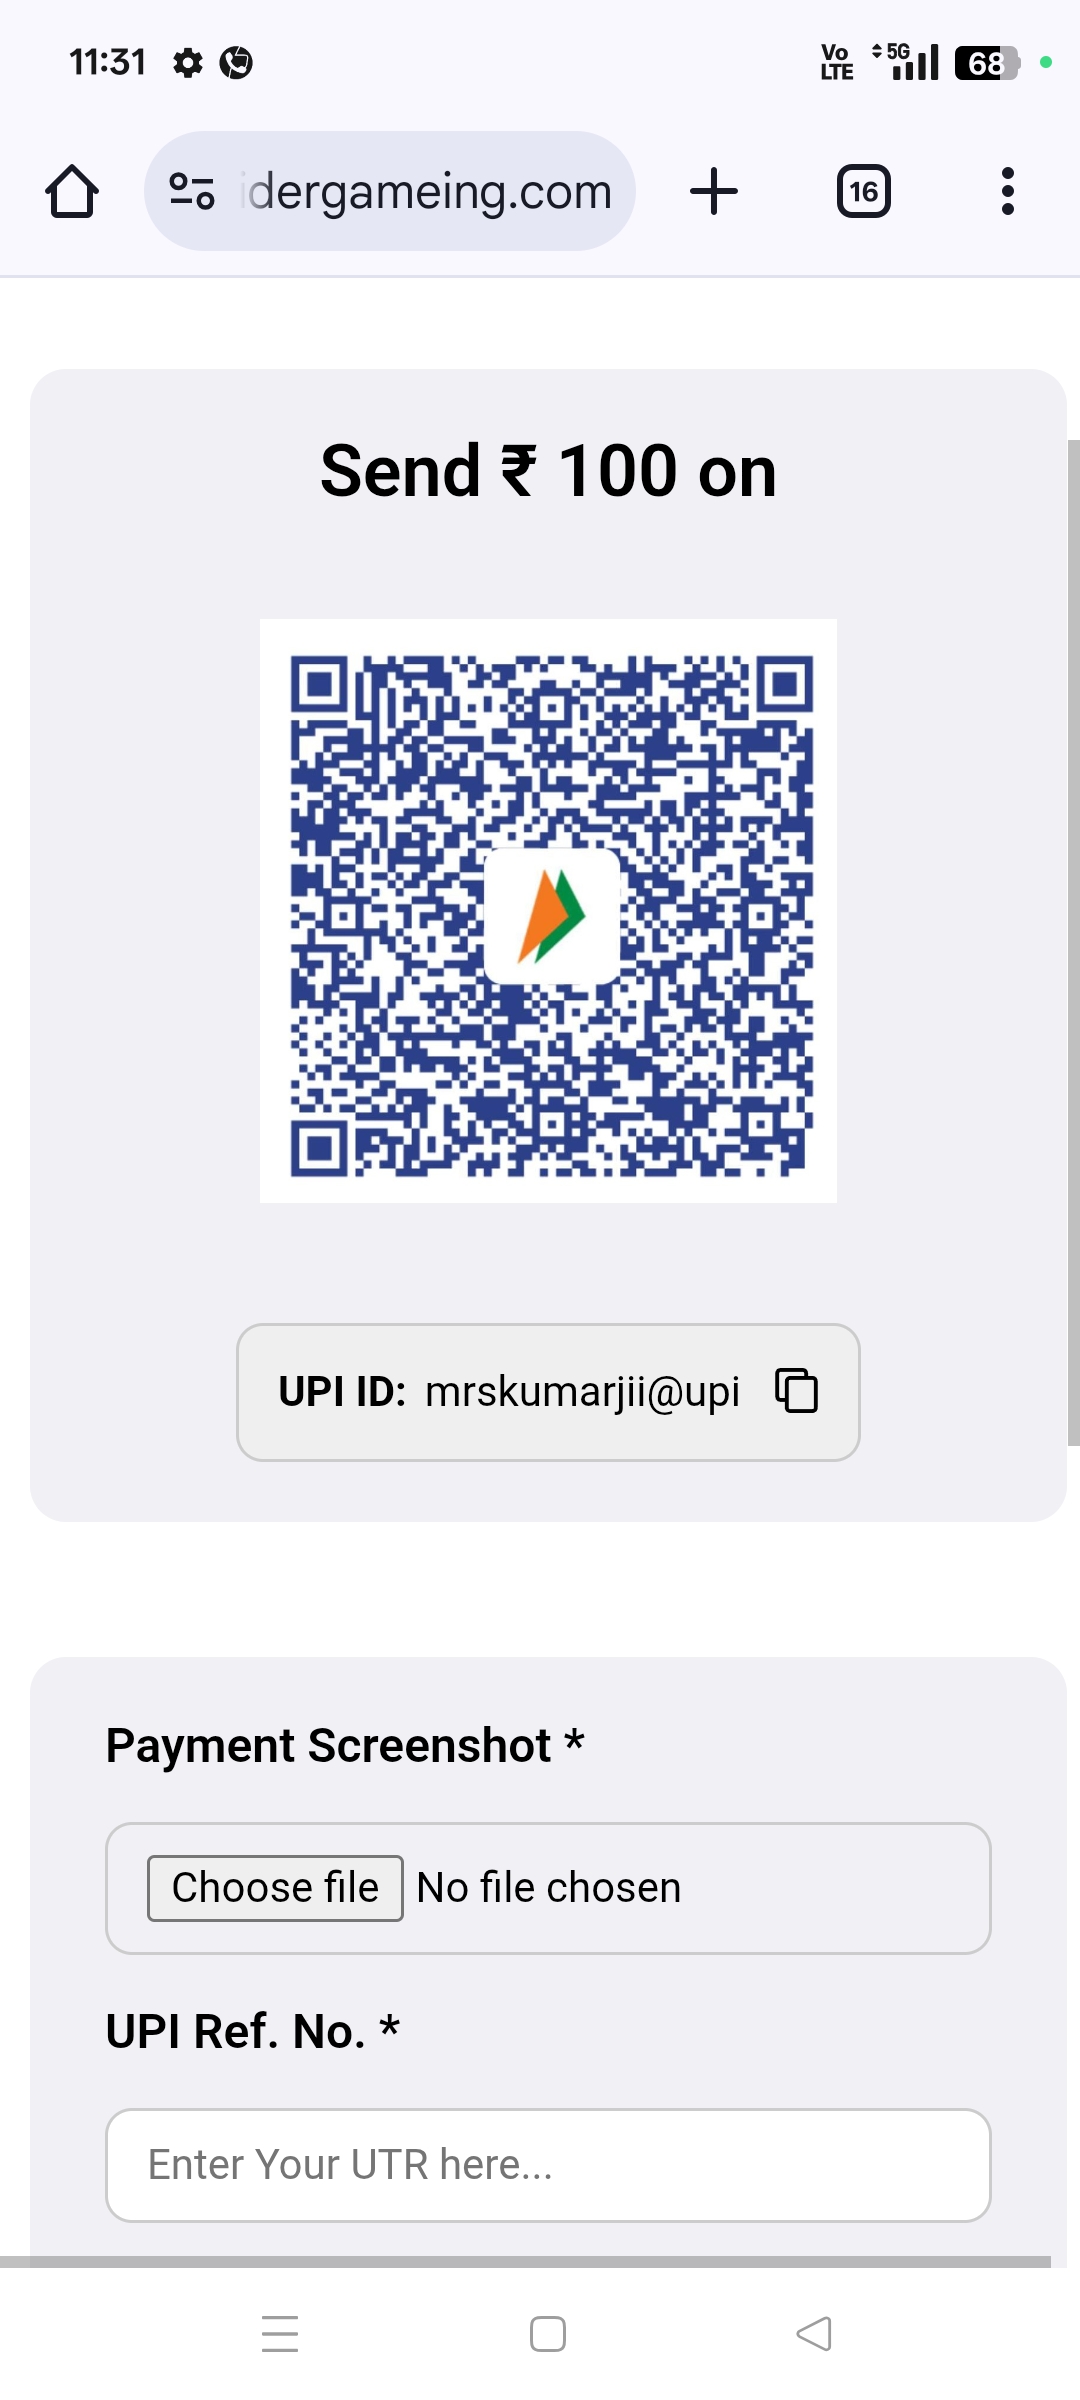 11:31
Vo
LTE
5G
68
idergameing.com
16
Send ₹ 100 on
UPI ID: mrskumarjii@upi
Payment Screenshot *
Choose file No file chosen
UPI Ref. No. *
Enter Your UTR here...